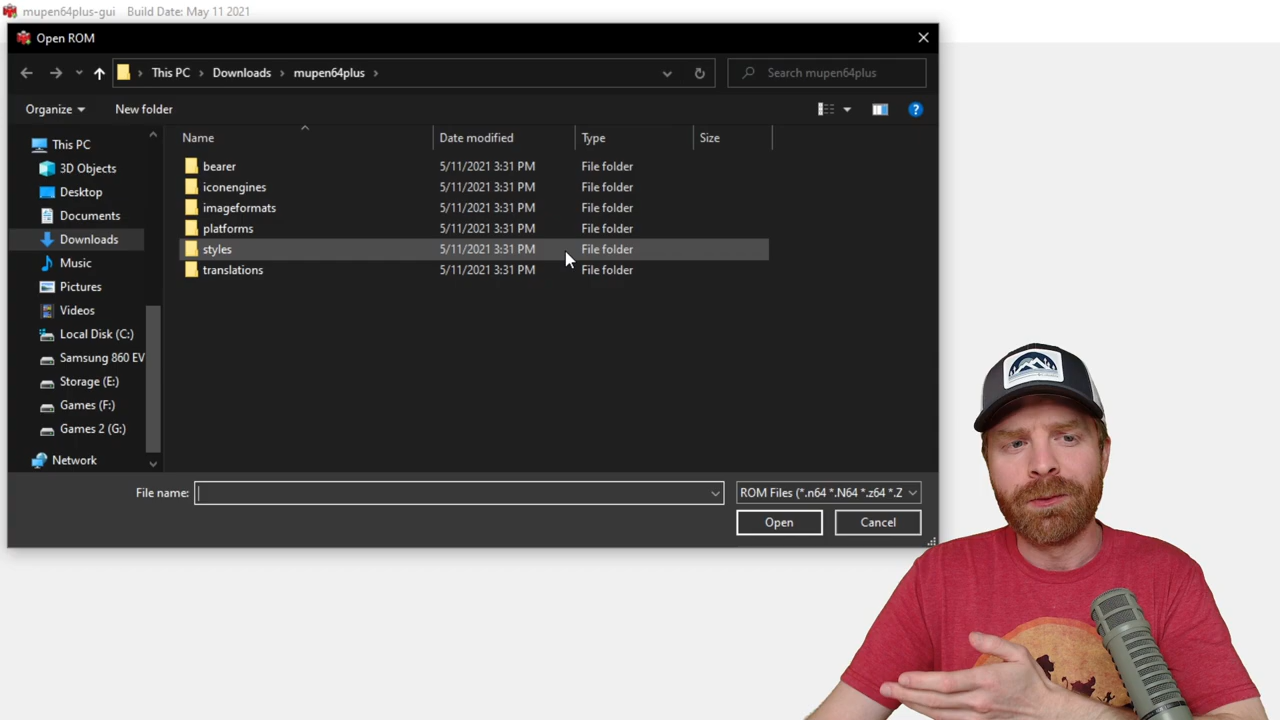 mupen64plus-gui Build Date: May 11 2021
Open ROM
This PC Downloads mupen64plus
Search mupen64plus
Organize New folder
Name Date modified Type Size
This PC
3D Objects
Desktop
Documents
Downloads
Music
Pictures
Videos
Local Disk (C:)
Samsung 860 EV
Storage (E:)
Games (F:)
Games 2 (G:)
Network
bearer 5/11/2021 3:31 PM File folder
iconengines 5/11/2021 3:31 PM File folder
imageformats 5/11/2021 3:31 PM File folder
platforms 5/11/2021 3:31 PM File folder
styles 5/11/2021 3:31 PM File folder
translations 5/11/2021 3:31 PM File folder
File name: ROM Files (*.n64 *.N64 *.z64 *.Z
Open Cancel